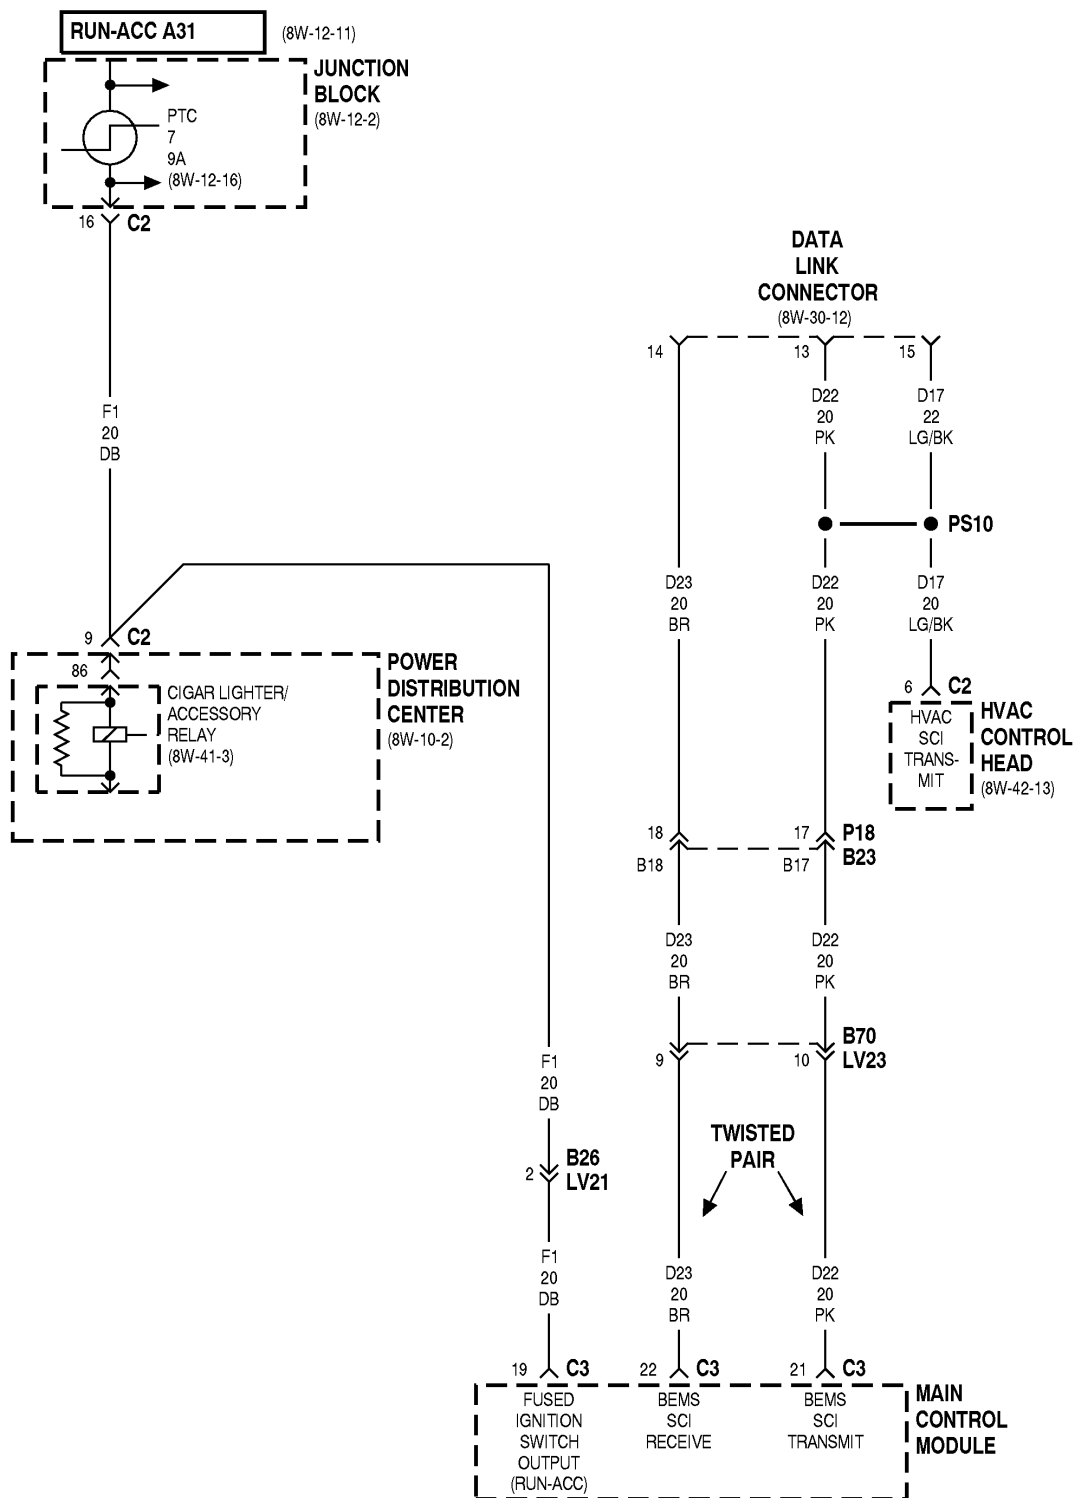 RUN-ACC A31
(8W-12-11)
JUNCTION
BLOCK
(8W-12-2)
PTC
7
9A
(8W-12-16)
16
C2
DATA
LINK
CONNECTOR
(8W-30-12)
14
13
15
F1
20
DB
D22
20
PK
D17
22
LG/BK
PS10
D23
20
BR
D22
20
PK
D17
20
LG/BK
9
C2
86
POWER
DISTRIBUTION
CENTER
(8W-10-2)
CIGAR LIGHTER/
ACCESSORY
RELAY
(8W-41-3)
6
C2
HVAC
SCI
TRANS-
MIT
HVAC
CONTROL
HEAD
(8W-42-13)
18
17
P18
B18
B17
B23
D23
20
BR
D22
20
PK
B70
9
10
LV23
F1
20
DB
TWISTED
PAIR
B26
2
LV21
F1
20
DB
D23
20
BR
D22
20
PK
19
C3
22
C3
21
C3
FUSED
IGNITION
SWITCH
OUTPUT
(RUN-ACC)
BEMS
SCI
RECEIVE
BEMS
SCI
TRANSMIT
MAIN
CONTROL
MODULE